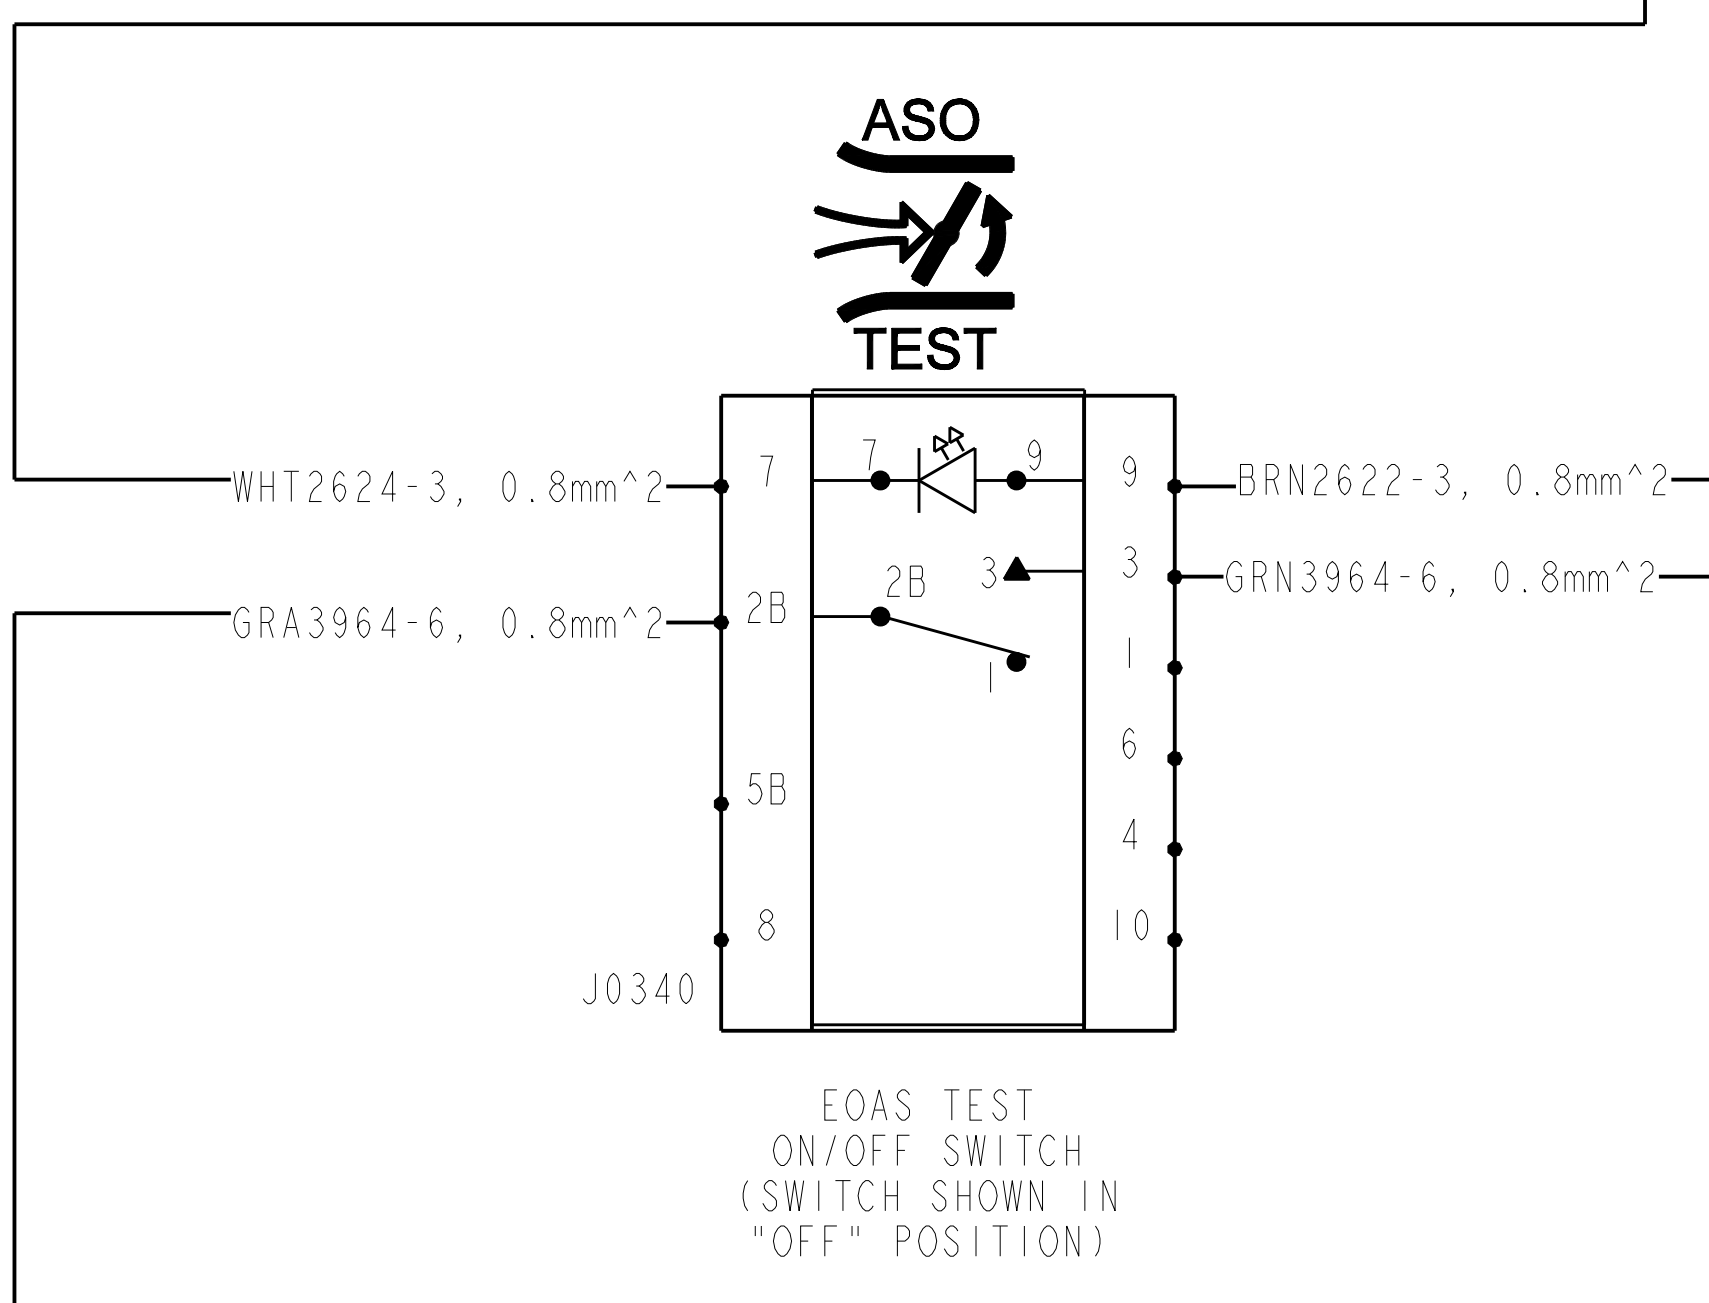 ASO
TEST
7 7 9 9
WHT2624-3, 0.8mm^2
BRN2622-3, 0.8mm^2
3 3
GRN3964-6, 0.8mm^2
2B 2B
GRA3964-6, 0.8mm^2
1 1
6
5B
4
8 10
J0340
EOAS TEST
ON/OFF SWITCH
(SWITCH SHOWN IN
"OFF" POSITION)